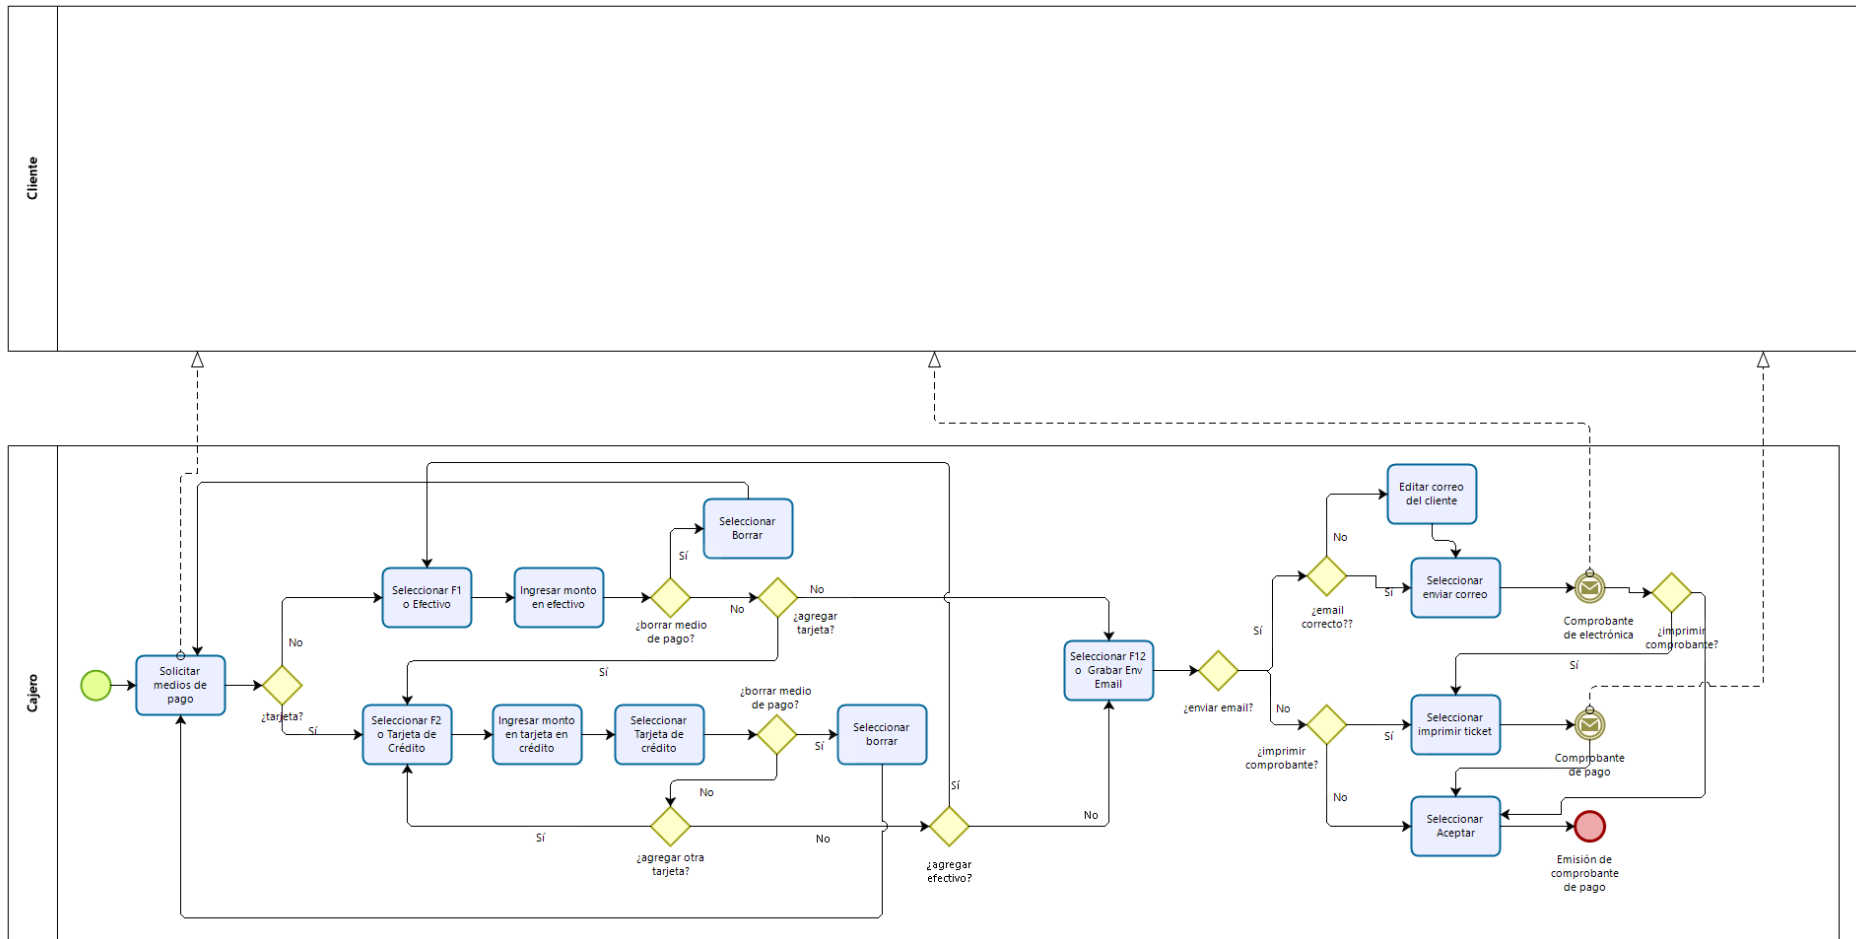 Cliente
Cajero
Solicitar
medios de
pago
¿tarjeta?
No
Sí
Seleccionar F1
o Efectivo
Ingresar monto
en efectivo
¿borrar medio
de pago?
Sí
No
Seleccionar
Borrar
¿agregar
tarjeta?
No
Sí
Seleccionar F2
o Tarjeta de
Crédito
Ingresar monto
en tarjeta en
crédito
Seleccionar
Tarjeta de
crédito
¿borrar medio
de pago?
Sí
No
Seleccionar
borrar
¿agregar otra
tarjeta?
Sí
No
¿agregar
efectivo?
Sí
No
Seleccionar F12
o Grabar Env
Email
¿enviar email?
Sí
No
¿email
correcto??
No
Sí
Editar correo
del cliente
Seleccionar
enviar correo
Comprobante
de electrónica
¿imprimir
comprobante?
Sí
¿imprimir
comprobante?
Sí
No
Seleccionar
imprimir ticket
Comprobante
de pago
Seleccionar
Aceptar
Emisión de
comprobante
de pago